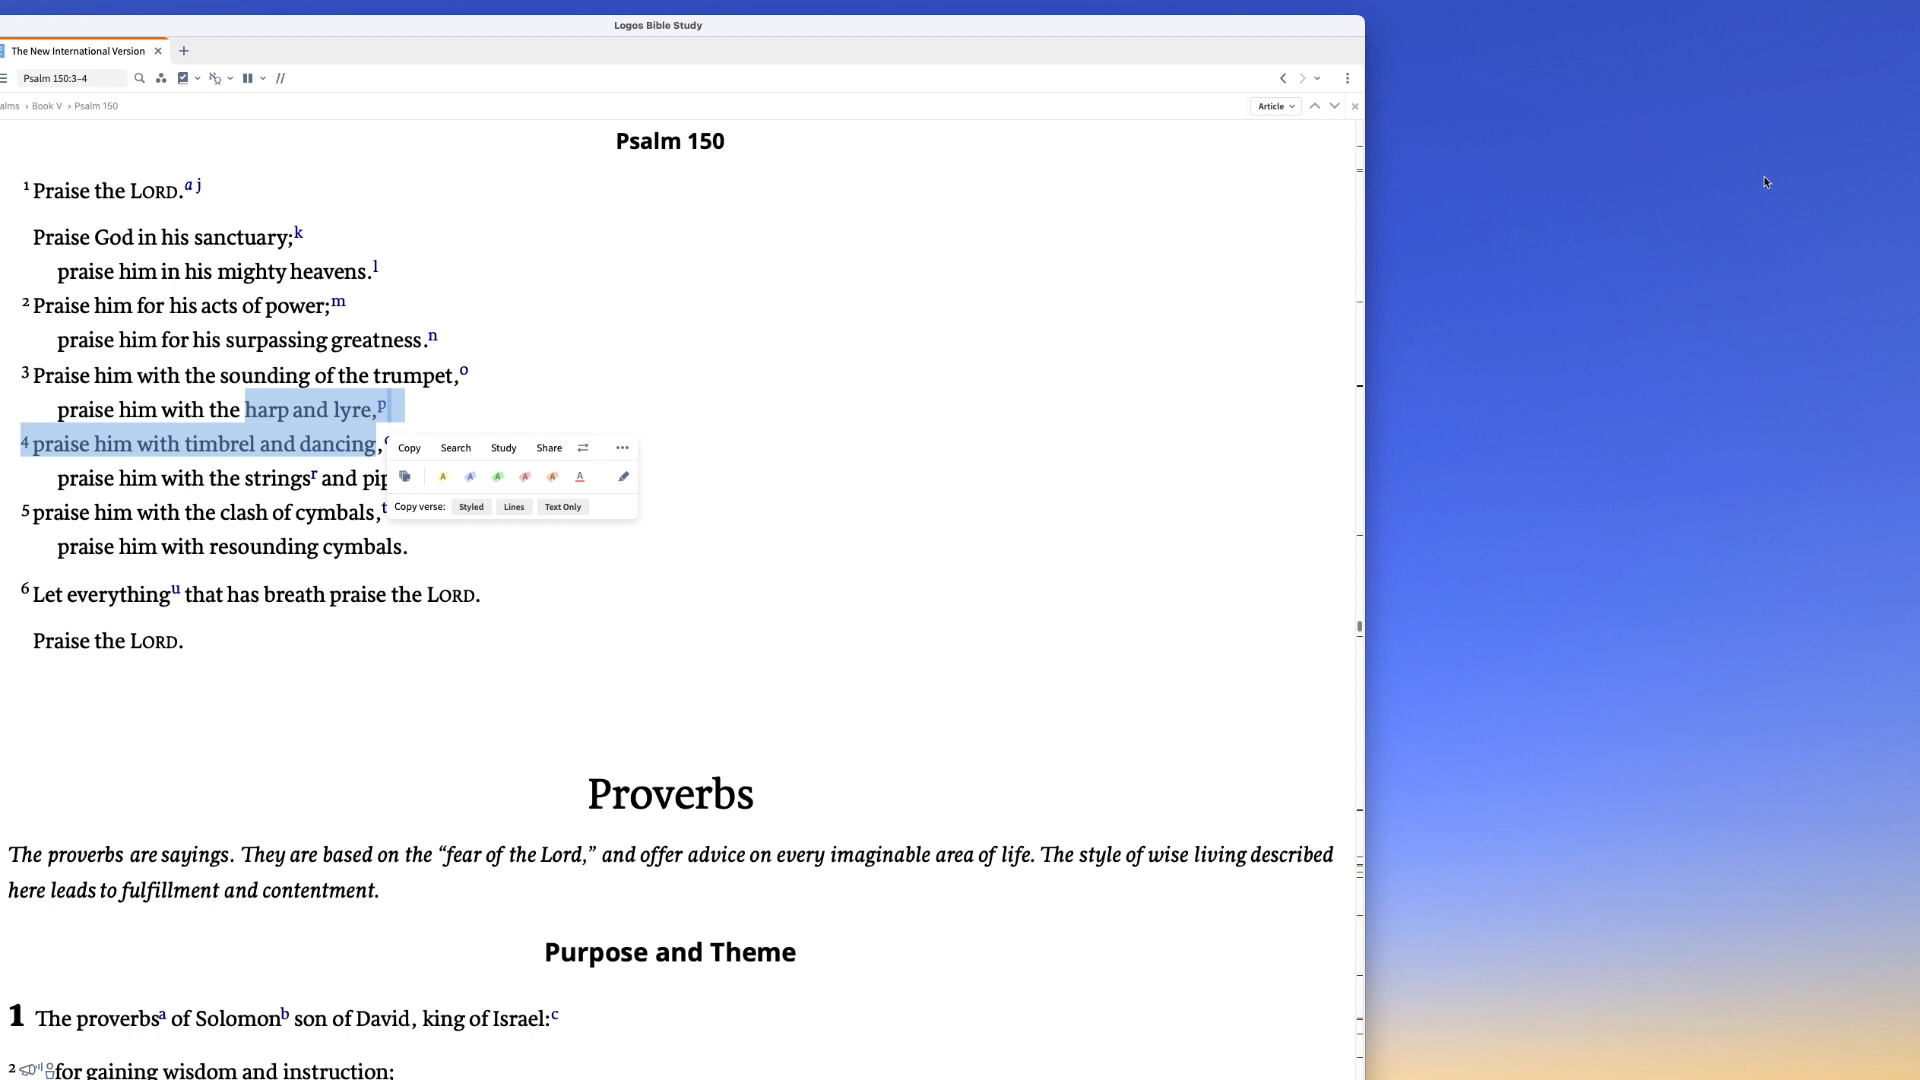 Logos Bible Study
The New International Version
Psalm 150:3–4
alms › Book V › Psalm 150
Article
Psalm 150
1 Praise the LORD.a j
Praise God in his sanctuary;k
praise him in his mighty heavens.l
2 Praise him for his acts of power;m
praise him for his surpassing greatness.n
3 Praise him with the sounding of the trumpet,o
praise him with the harp and lyre,p
4 praise him with timbrel and dancing,
praise him with the stringsr and pip
5 praise him with the clash of cymbals,t
praise him with resounding cymbals.
6 Let everythingu that has breath praise the LORD.
Praise the LORD.
Copy Search Study Share
A A A A A A
Copy verse: Styled Lines Text Only
Proverbs
The proverbs are sayings. They are based on the “fear of the Lord,” and offer advice on every imaginable area of life. The style of wise living described
here leads to fulfillment and contentment.
Purpose and Theme
1 The proverbsa of Solomonb son of David, king of Israel:c
2 for gaining wisdom and instruction;